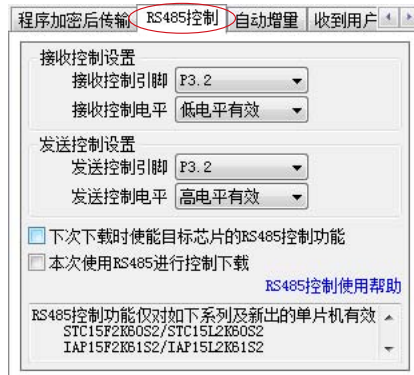 程序加密后传输 RS485控制 自动增量 收到用户
接收控制设置
接收控制引脚 P3.2
接收控制电平 低电平有效
发送控制设置
发送控制引脚 P3.2
发送控制电平 高电平有效
下次下载时使能目标芯片的RS485控制功能
本次使用RS485进行控制下载
RS485控制使用帮助
RS485控制功能仅对如下系列及新出的单片机有效
STC15F2K60S2/STC15L2K60S2
IAP15F2K61S2/IAP15L2K61S2